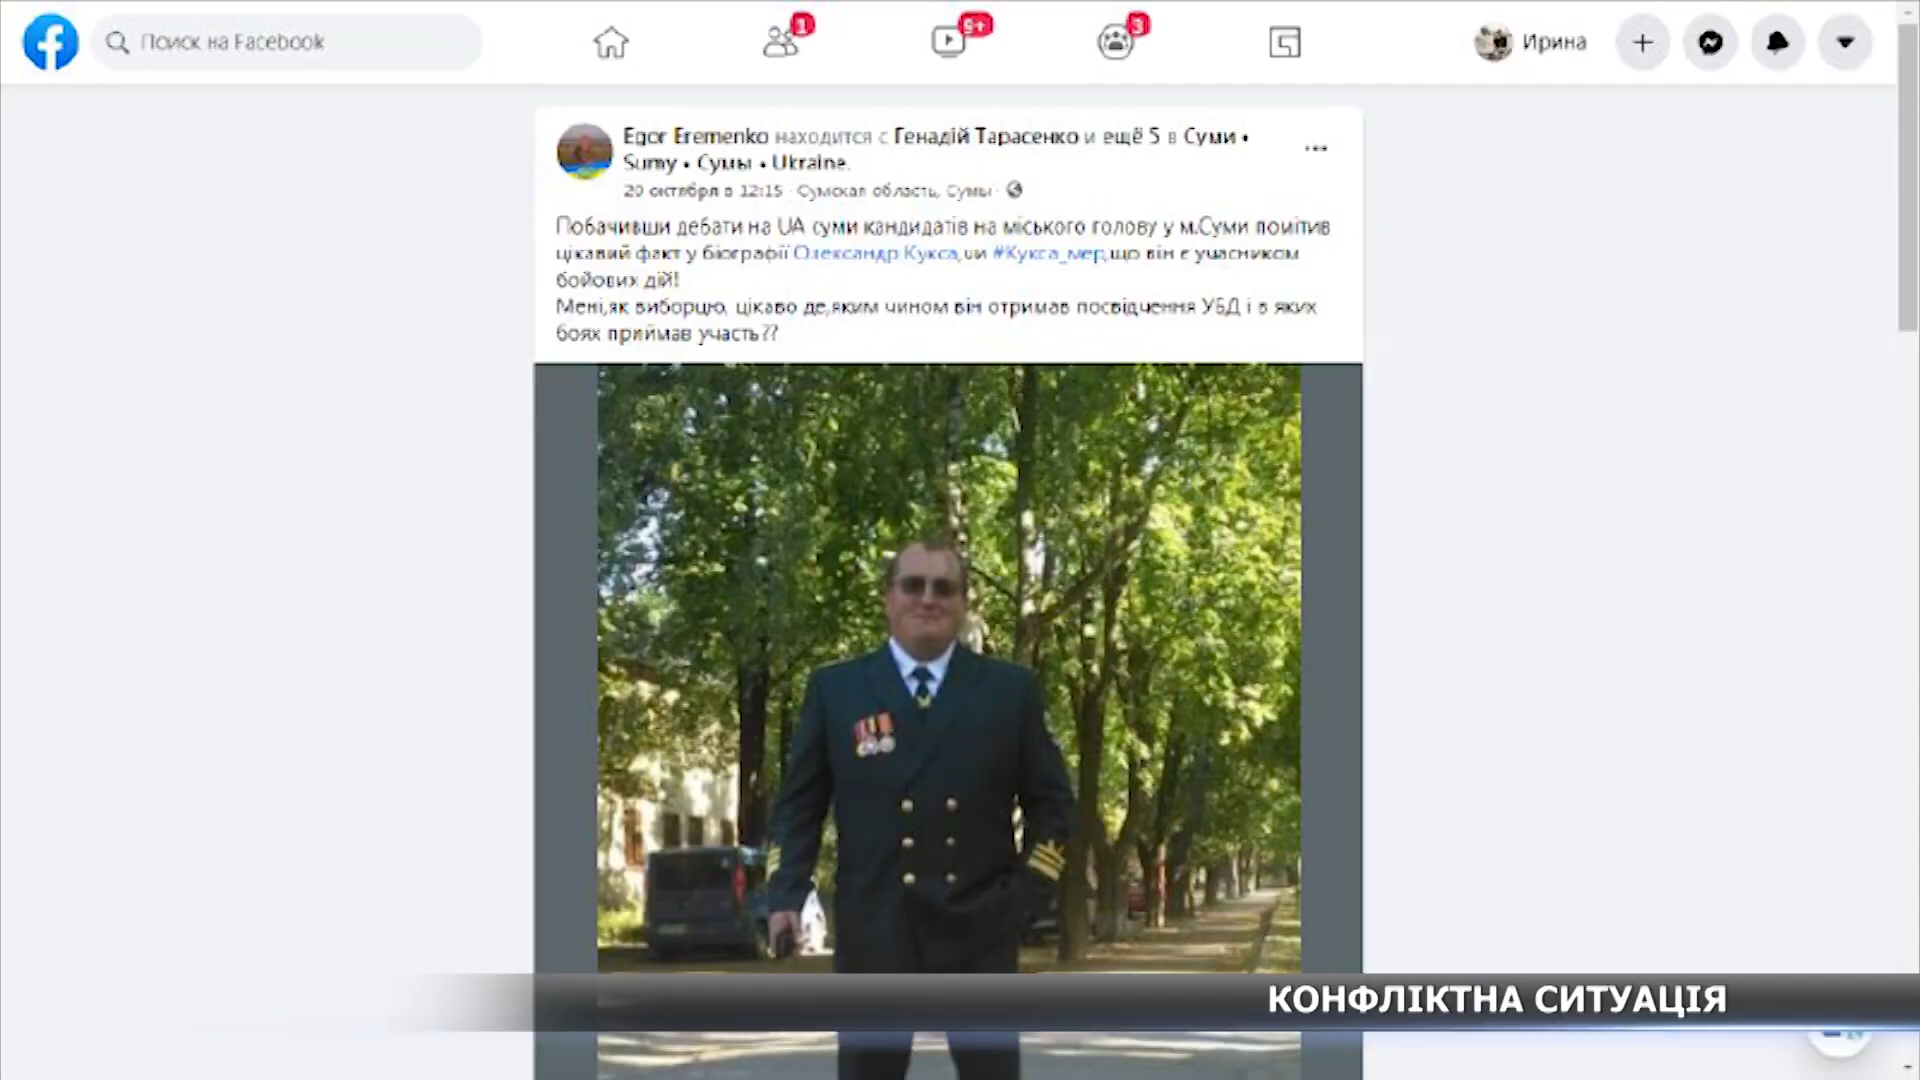 Поиск на Facebook
1
9+
3
Ирина
Egor Eremenko находится с Генадій Тарасенко и ещё 5 в Суми •
Sumy • Сумы • Ukraine.
20 октября в 12:15 · Сумская область, Сумы ·
Побачивши дебати на UA суми кандидатів на міського голову у м.Суми помітив
цікавий факт у біографії Олександр Кукса,чи #Кукса_мер,що він є учасником
бойових дій!
Мені,як виборцю, цікаво де,яким чином він отримав посвідчення УБД і в яких
боях приймав участь??
КОНФЛІКТНА СИТУАЦІЯ